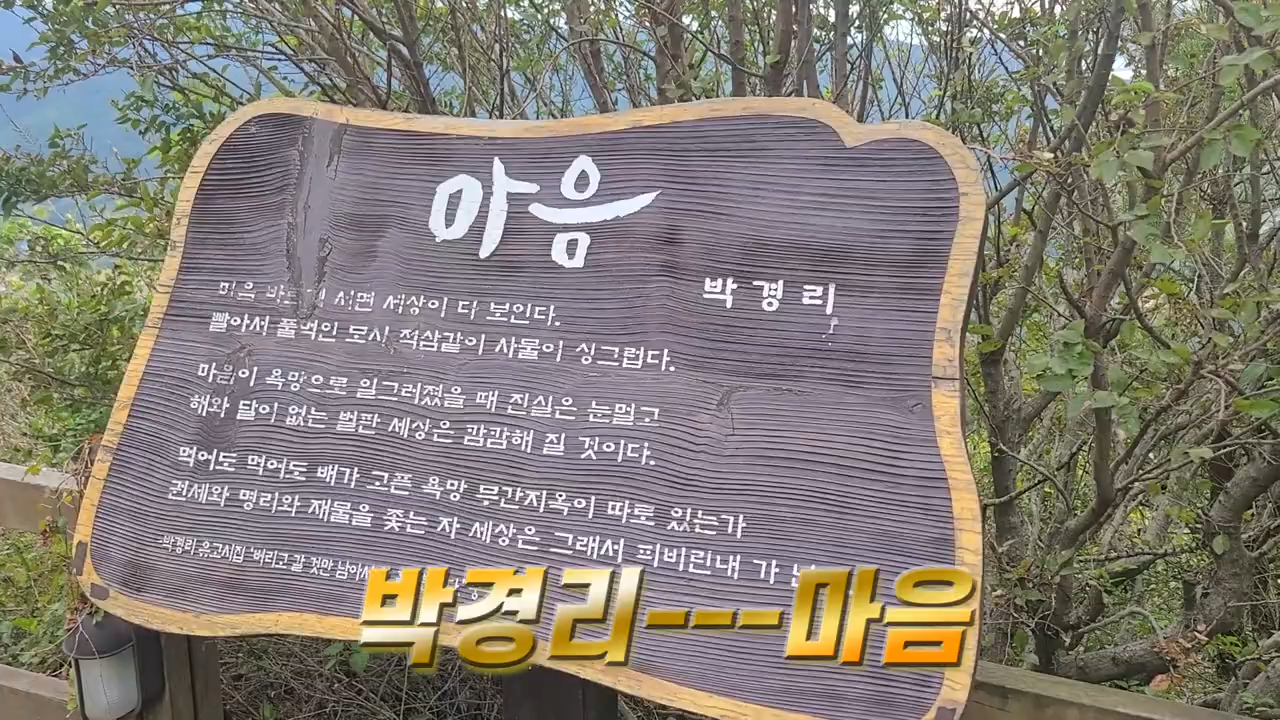 마음
박경리
마음 서면 세상이 다 보인다.
빨아서 풀먹인 모시 적삼같이 사물이 싱그럽다.
마음이 욕망으로 일그러졌을 때 진실은 눈멀고
해와 달이 없는 벌판 세상은 캄캄해 질 것이다.
먹어도 먹어도 배가 고픈 욕망 무간지옥이 따로 있는가
권세와 명리와 재물을 좇는 자 세상은 그래서 피비린내 가
-박경리 유고시집 '버리고 갈 것만 남아서
박경리---마음